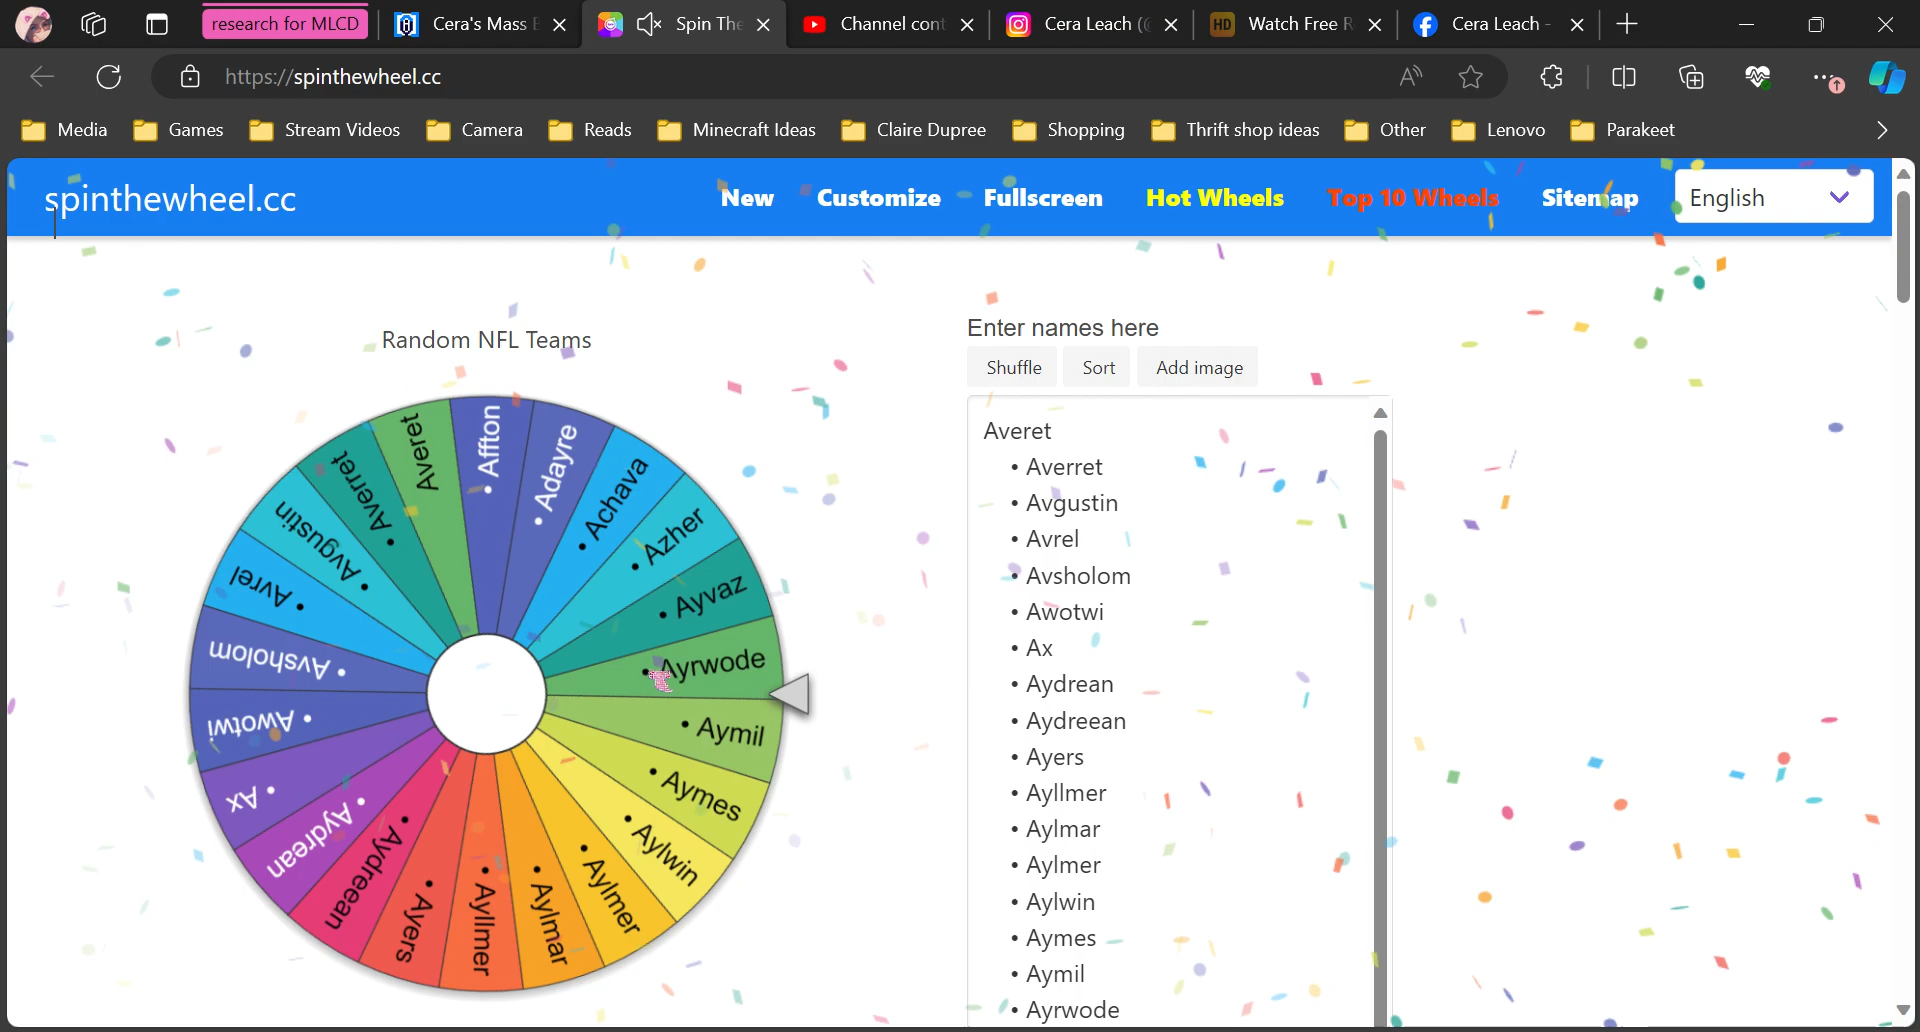 research for MLCD
Cera's Mass E
Spin The
Channel cont
Cera Leach (@
Watch Free R
Cera Leach -
https://spinthewheel.cc
Media
Games
Stream Videos
Camera
Reads
Minecraft Ideas
Claire Dupree
Shopping
Thrift shop ideas
Other
Lenovo
Parakeet
spinthewheel.cc
New
Customize
Fullscreen
Hot Wheels
Top 10 Wheels
Sitemap
English
Random NFL Teams
Enter names here
Shuffle
Sort
Add image
Averet
• Affton
• Adayre
• Achava
• Azher
• Ayvaz
• Ayrwode
• Aymil
• Aymes
• Aylwin
• Aylmer
• Aylmar
• Ayllmer
• Ayers
• Aydreean
• Aydrean
• Ax
• Awotwi
• Avsholom
• Avrel
• Avgustin
• Averret
Averet
• Averret
• Avgustin
• Avrel
• Avsholom
• Awotwi
• Ax
• Aydrean
• Aydreean
• Ayers
• Ayllmer
• Aylmar
• Aylmer
• Aylwin
• Aymes
• Aymil
• Ayrwode